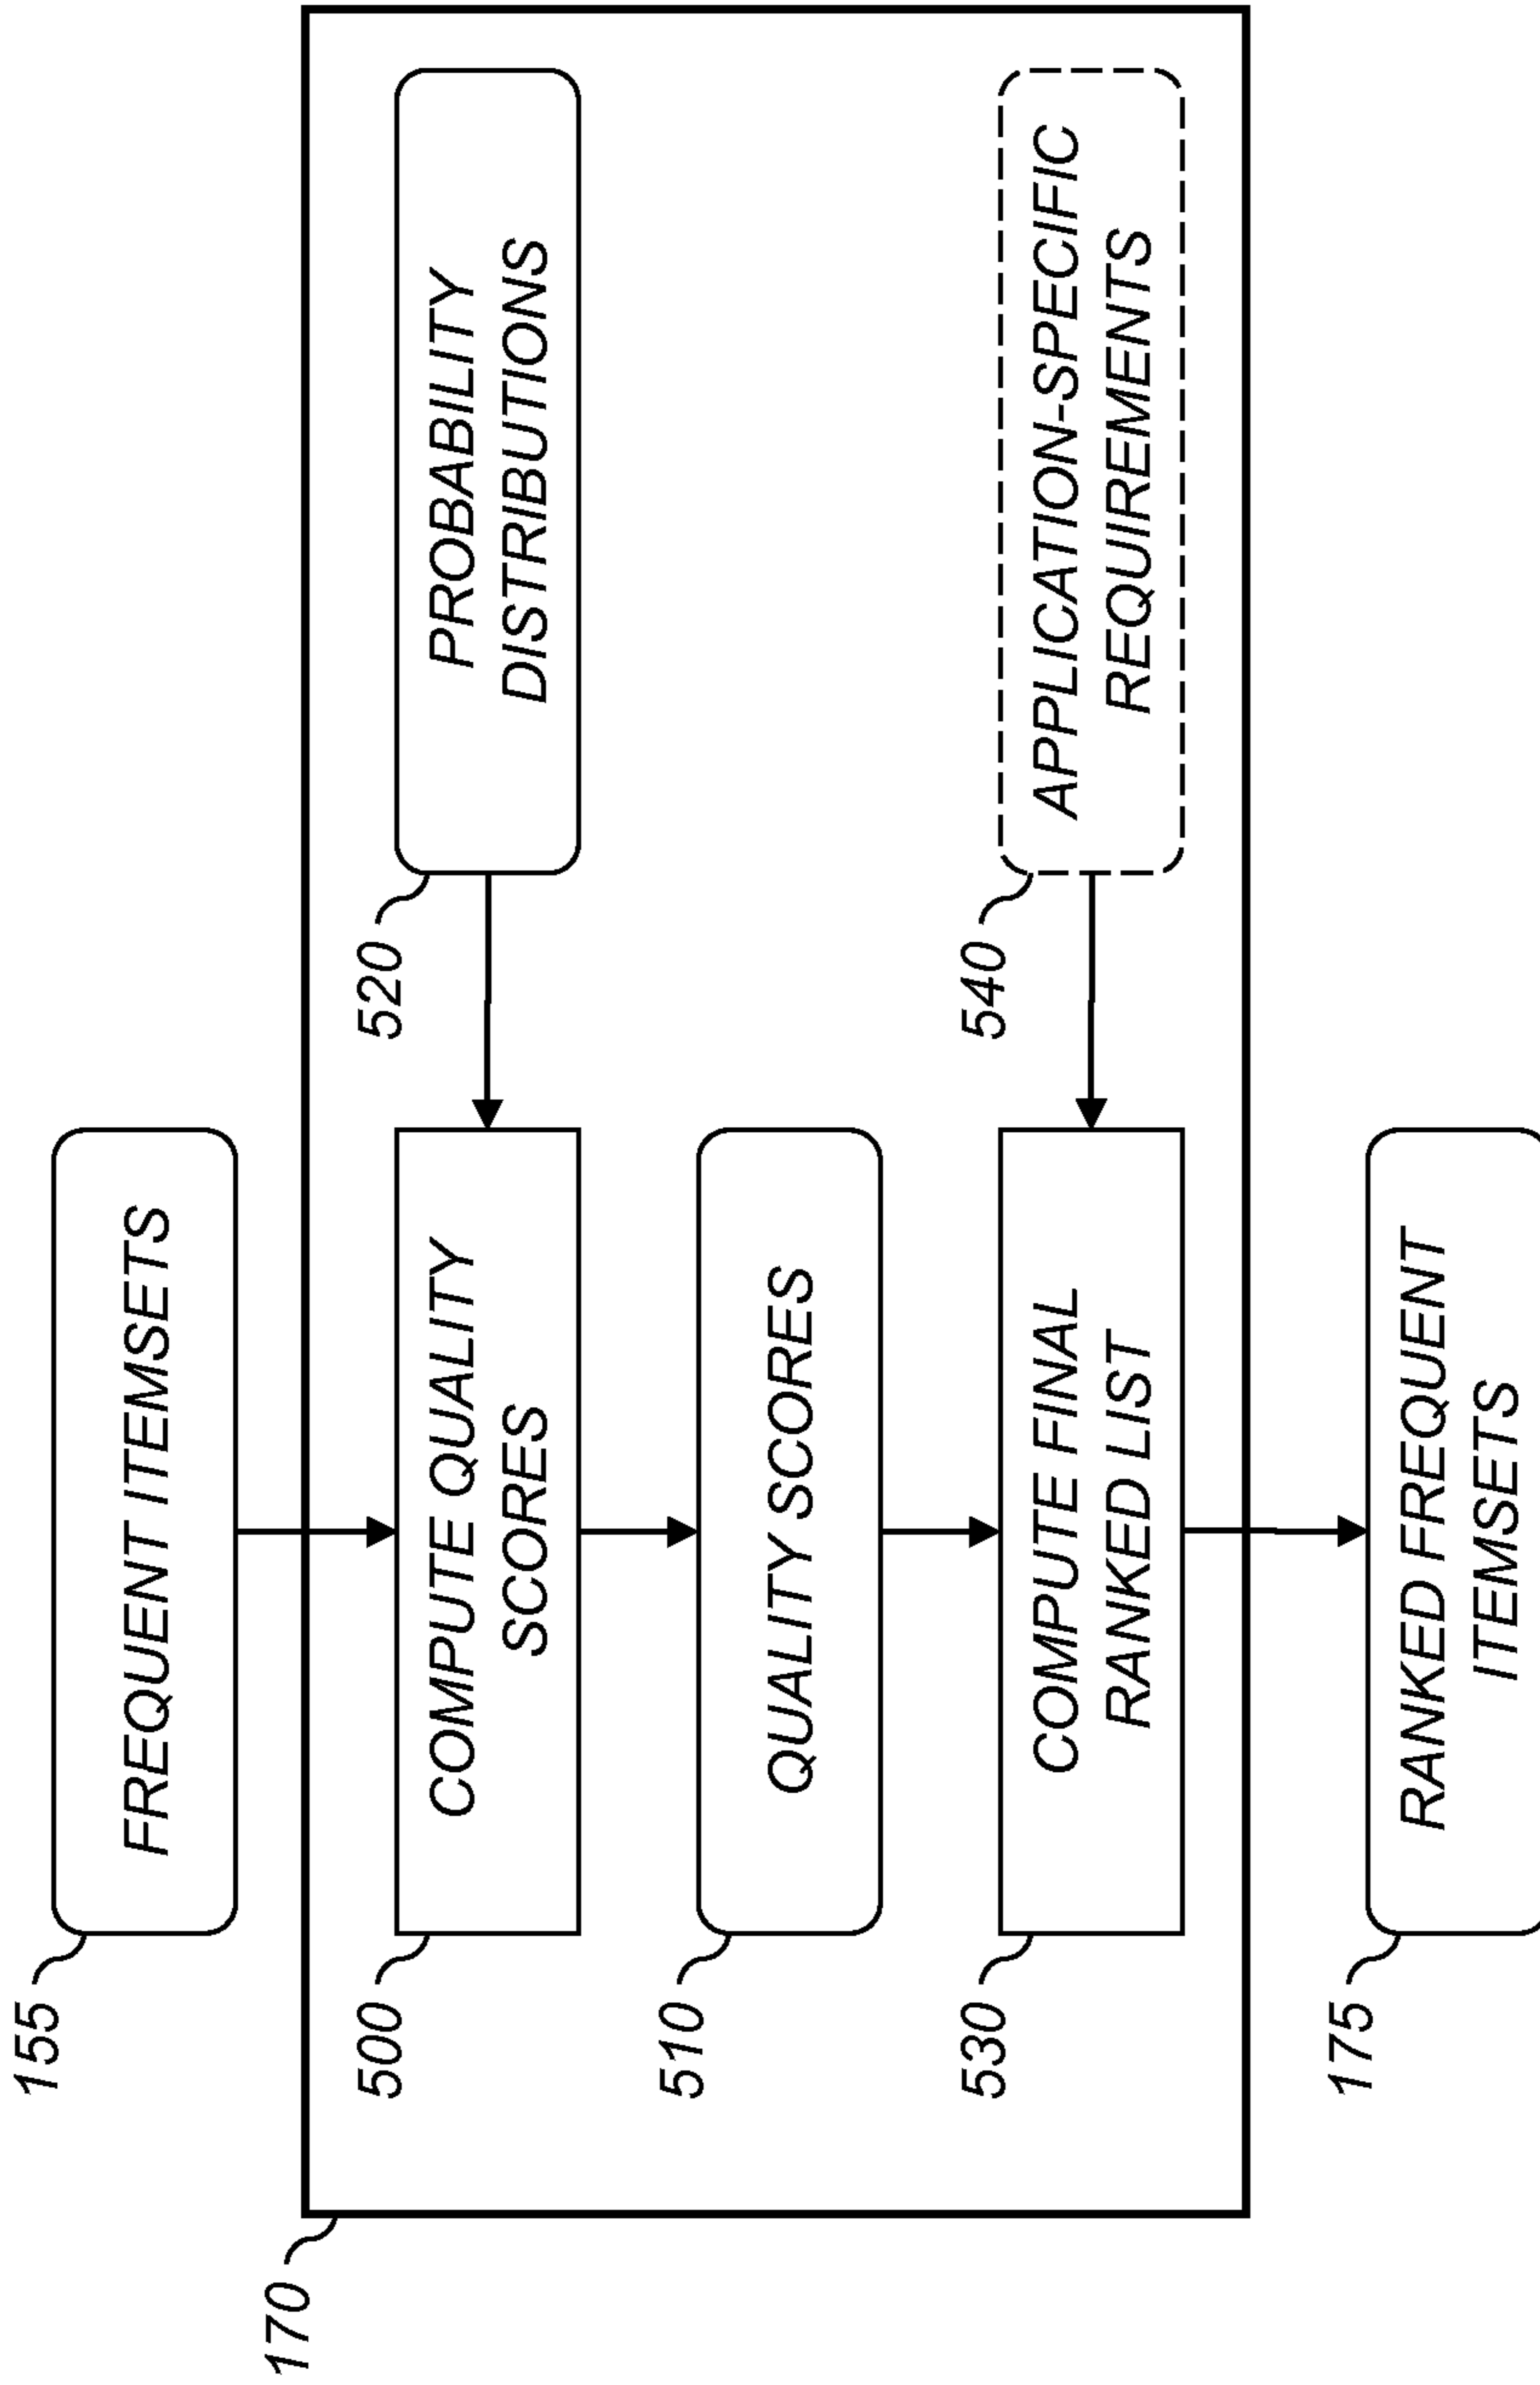 155
FREQUENT ITEMSETS
170
500
COMPUTE QUALITY
SCORES
520
PROBABILITY
DISTRIBUTIONS
510
QUALITY SCORES
530
COMPUTE FINAL
RANKED LIST
540
APPLICATION-SPECIFIC
REQUIREMENTS
175
RANKED FREQUENT
ITEMSETS